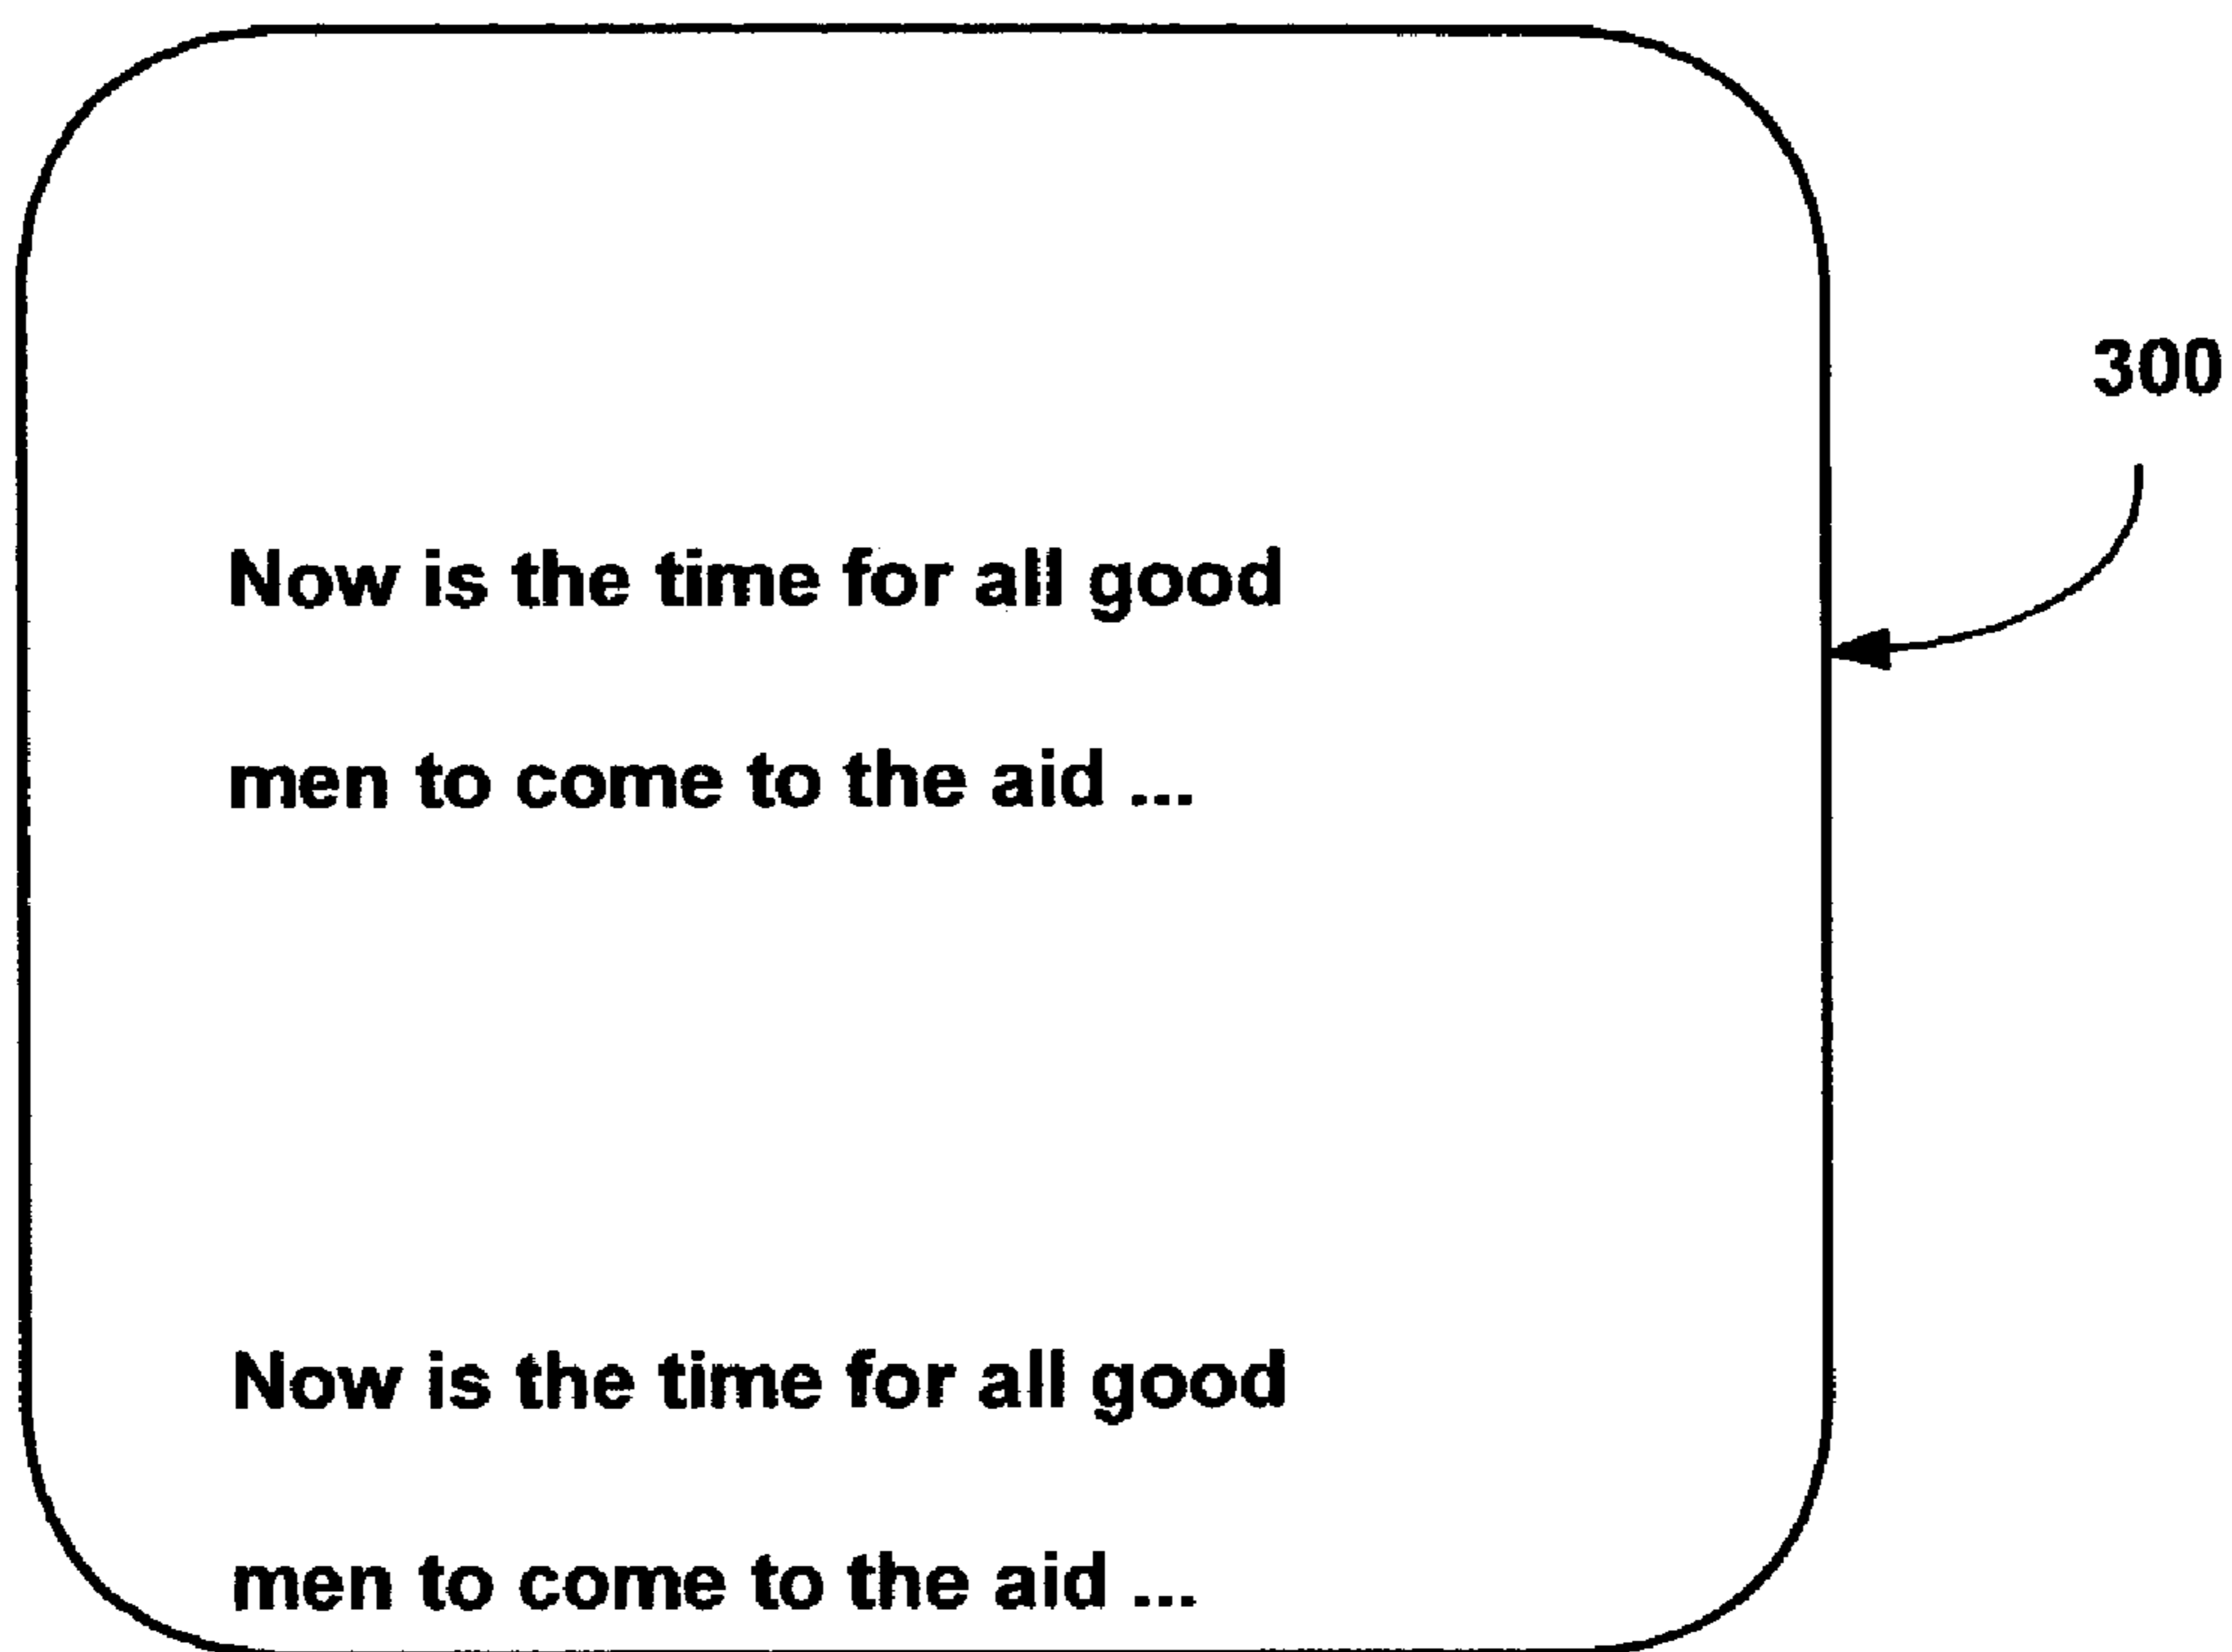 300
Now is the time for all good
men to come to the aid ...
Now is the time for all good
men to come to the aid ...